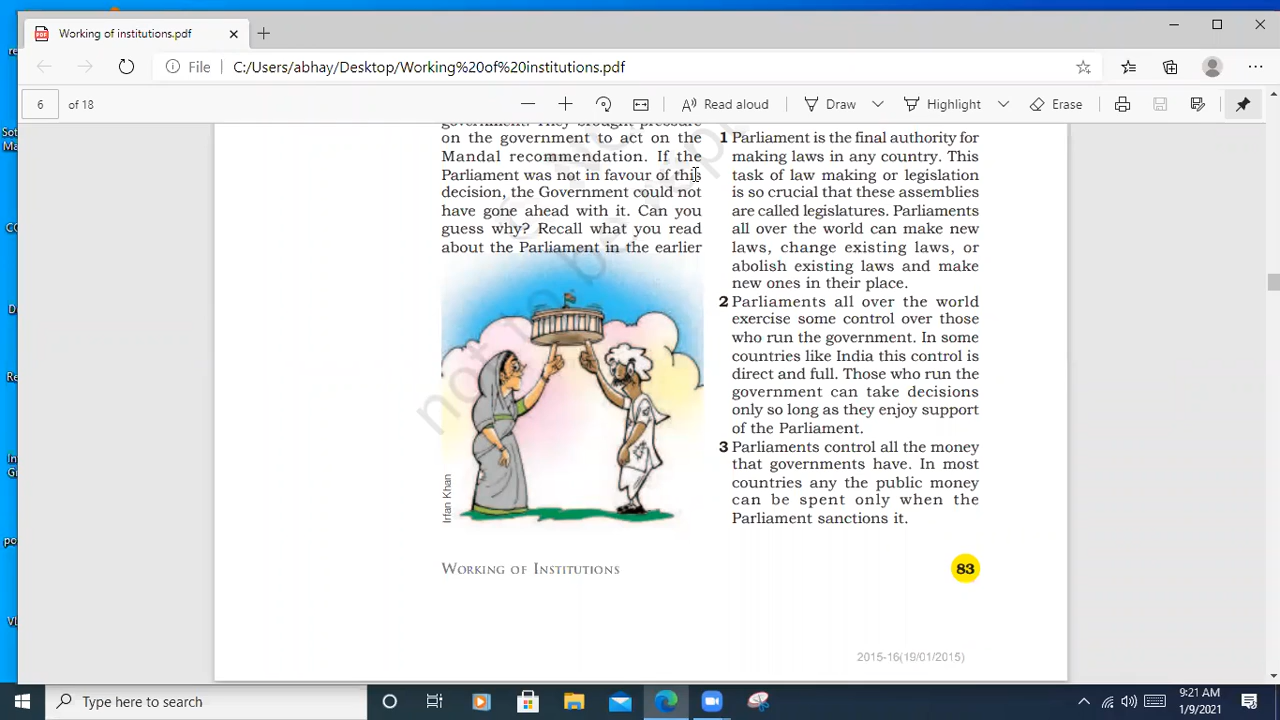 Working of institutions.pdf
File
C:/Users/abhay/Desktop/Working%20of%20institutions.pdf
6 of 18
Read aloud
Draw
Highlight
Erase
government. They brought pressure
on the government to act on the
Mandal recommendation. If the
Parliament was not in favour of this
decision, the Government could not
have gone ahead with it. Can you
guess why? Recall what you read
about the Parliament in the earlier
Irfan Khan
1 Parliament is the final authority for
making laws in any country. This
task of law making or legislation
is so crucial that these assemblies
are called legislatures. Parliaments
all over the world can make new
laws, change existing laws, or
abolish existing laws and make
new ones in their place.
2 Parliaments all over the world
exercise some control over those
who run the government. In some
countries like India this control is
direct and full. Those who run the
government can take decisions
only so long as they enjoy support
of the Parliament.
3 Parliaments control all the money
that governments have. In most
countries any the public money
can be spent only when the
Parliament sanctions it.
WORKING OF INSTITUTIONS
83
2015-16(19/01/2015)
Type here to search
9:21 AM
1/9/2021